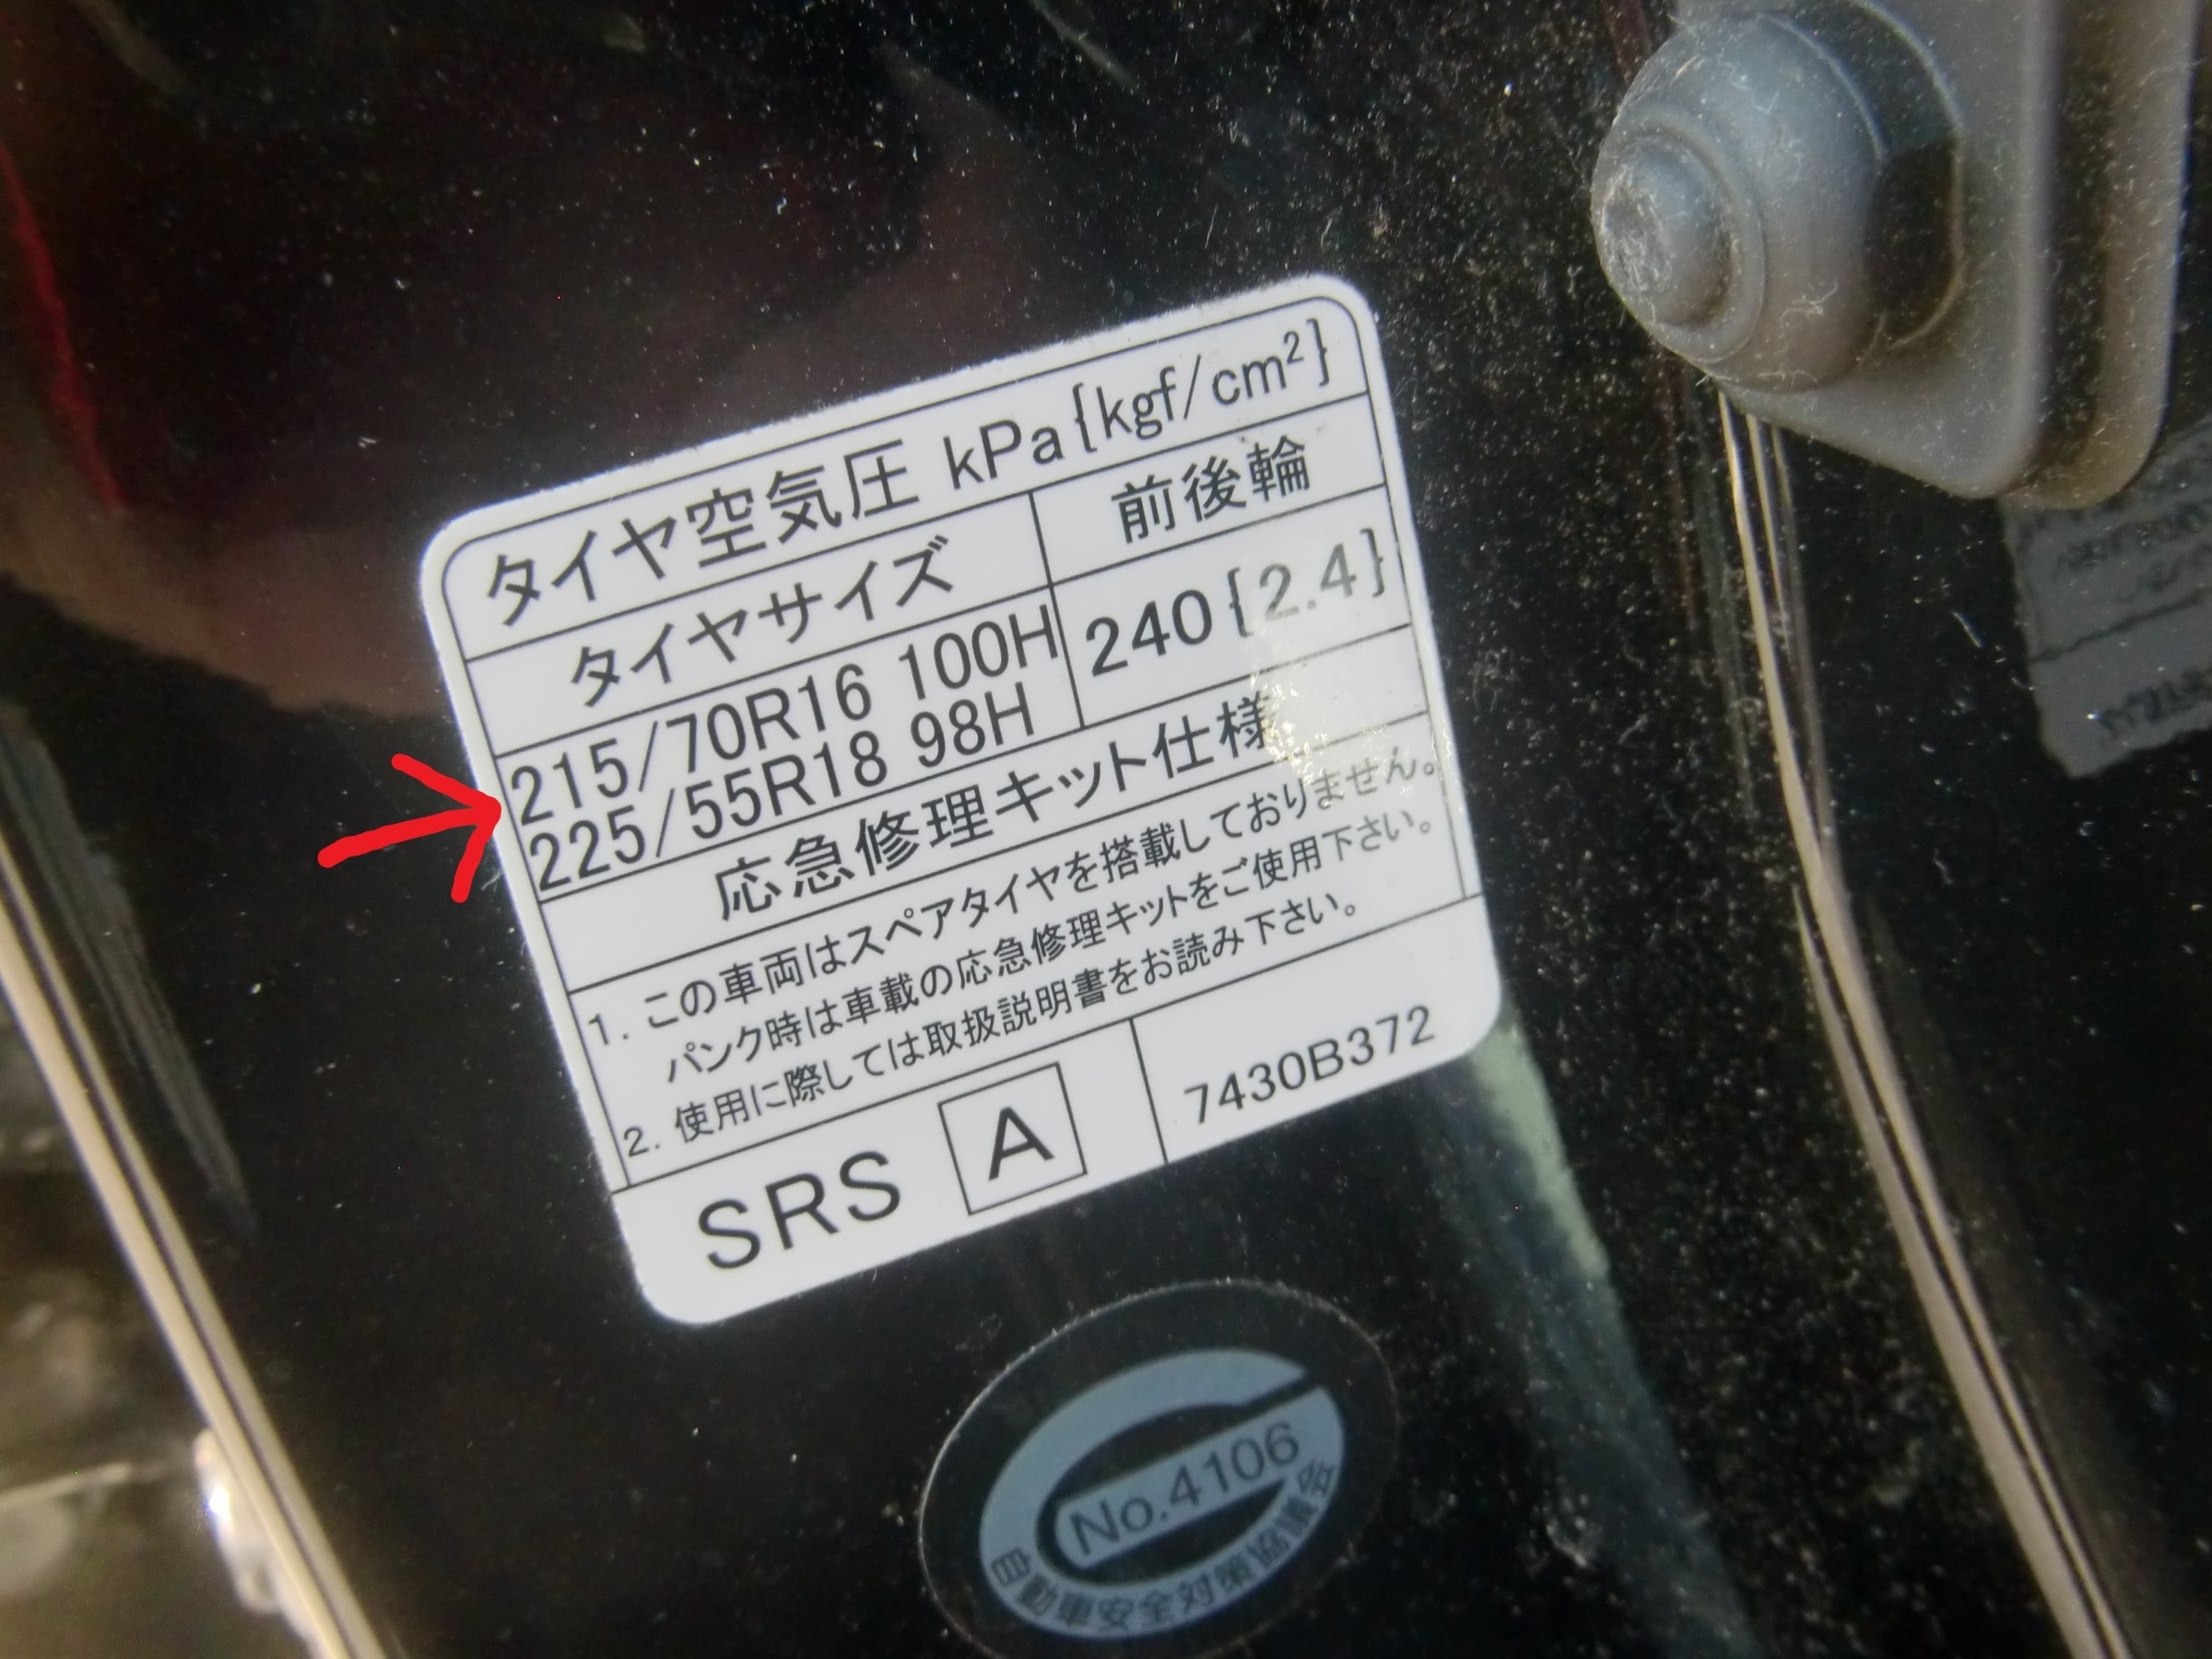 タイヤ空気圧 kPa{kgf/cm²}
タイヤサイズ 前後輪
215/70R16 100H 240{2.4}
225/55R18 98H
応急修理キット仕様
1. この車両はスペアタイヤを搭載しておりません。
パンク時は車載の応急修理キットをご使用下さい。
2. 使用に際しては取扱説明書をお読み下さい。
SRS A 7430B372
No.4106
自動車安全対策協議会